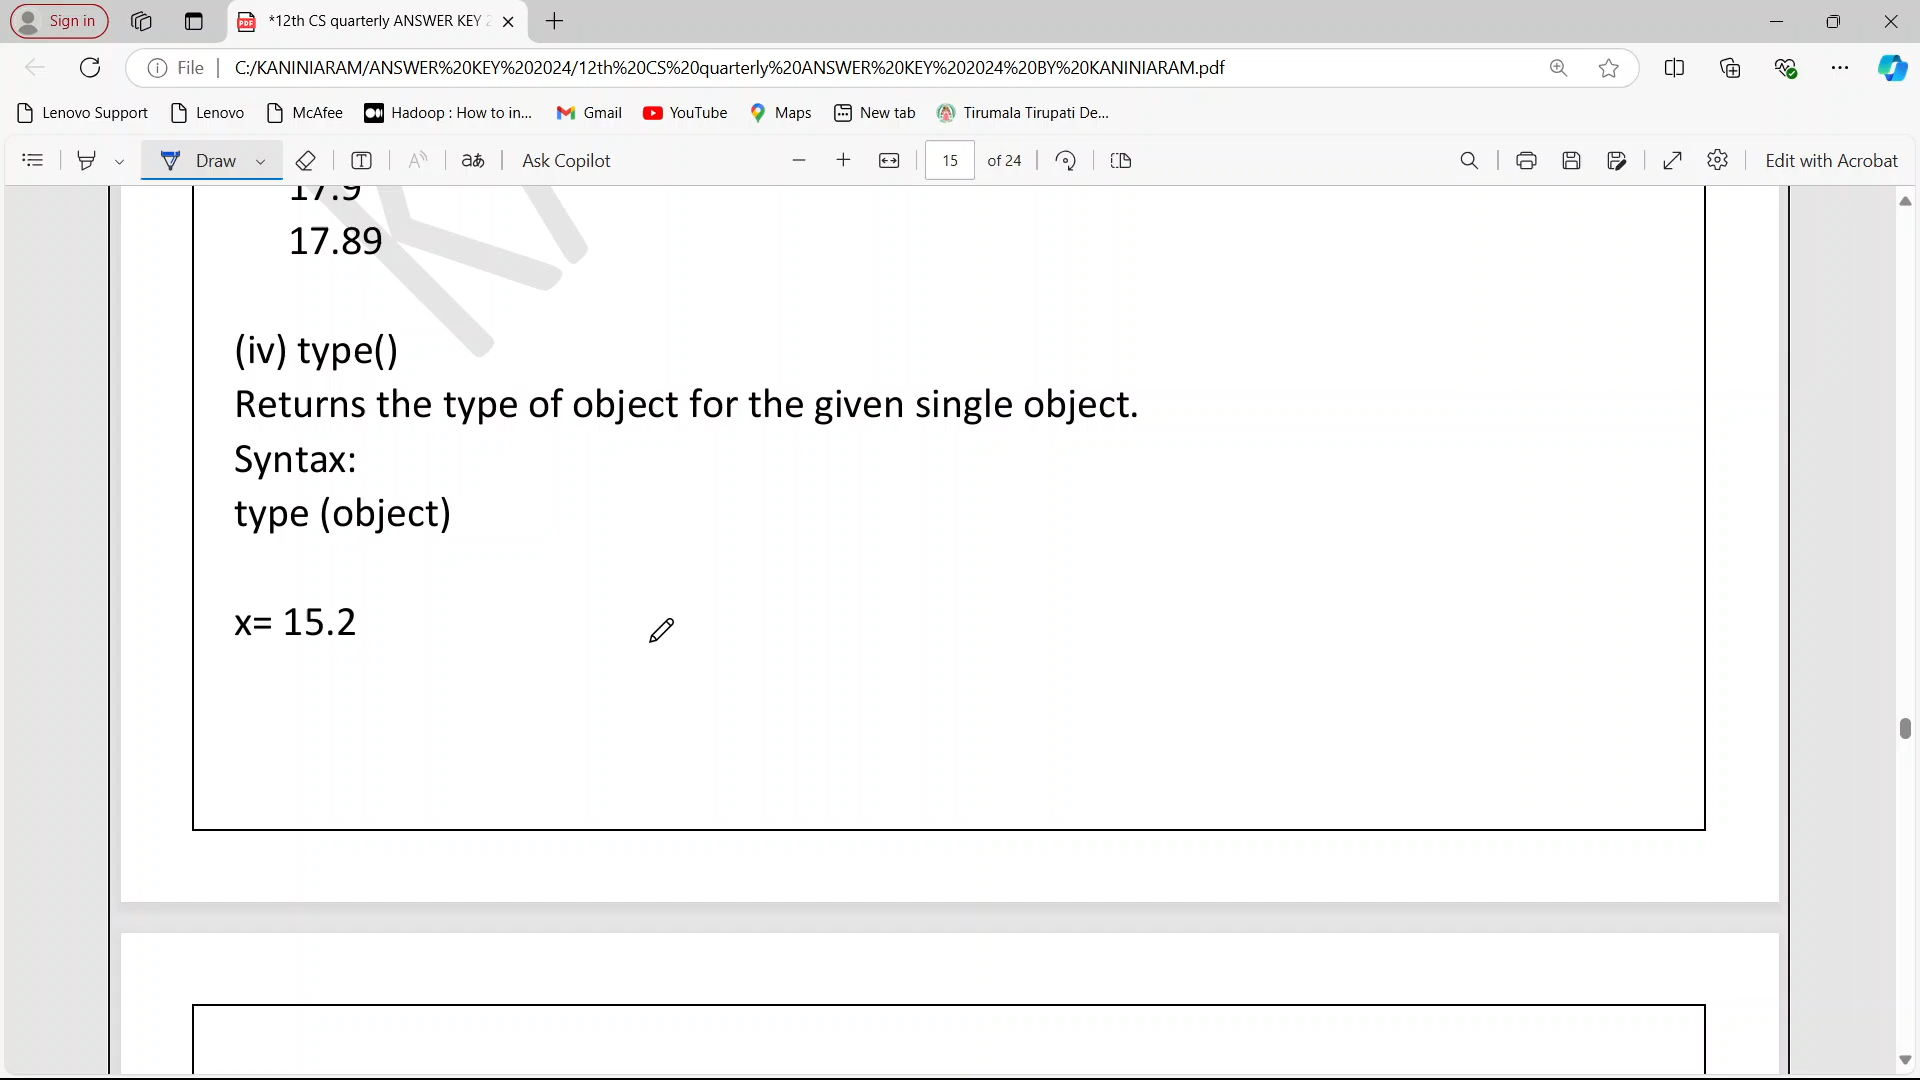 Sign in
*12th CS quarterly ANSWER KEY 2
File
C:/KANINIARAM/ANSWER%20KEY%202024/12th%20CS%20quarterly%20ANSWER%20KEY%202024%20BY%20KANINIARAM.pdf
Lenovo Support
Lenovo
McAfee
Hadoop : How to in...
Gmail
YouTube
Maps
New tab
Tirumala Tirupati De...
Draw
Ask Copilot
15 of 24
Edit with Acrobat
17.9
17.89
(iv) type()
Returns the type of object for the given single object.
Syntax:
type (object)
x= 15.2